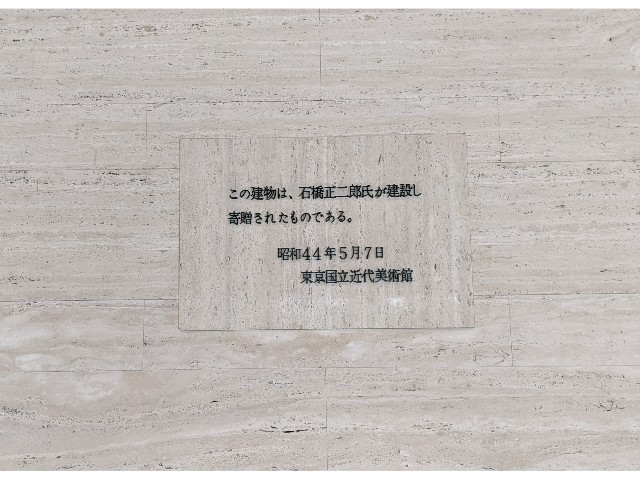 この建物は、石橋正二郎氏が建設し
寄贈されたものである。
昭和44年5月7日
東京国立近代美術館